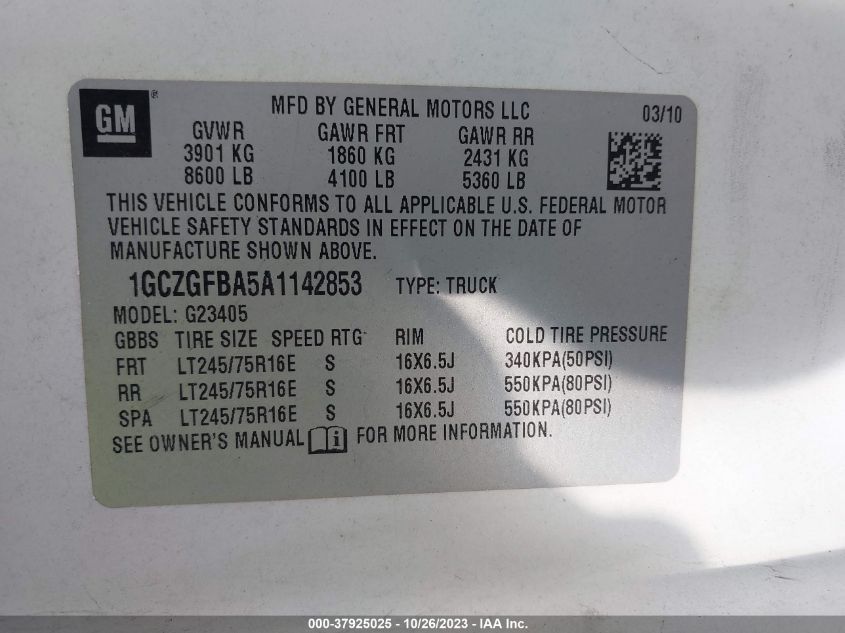 GM ®
MFD BY GENERAL MOTORS LLC 03/10
GVWR GAWR FRT GAWR RR
3901 KG 1860 KG 2431 KG
8600 LB 4100 LB 5360 LB
THIS VEHICLE CONFORMS TO ALL APPLICABLE U.S. FEDERAL MOTOR
VEHICLE SAFETY STANDARDS IN EFFECT ON THE DATE OF
MANUFACTURE SHOWN ABOVE.
1GCZGFBA5A1142853 TYPE: TRUCK
MODEL: G23405
GBBS TIRE SIZE SPEED RTG RIM COLD TIRE PRESSURE
FRT LT245/75R16E S 16X6.5J 340KPA(50PSI)
RR LT245/75R16E S 16X6.5J 550KPA(80PSI)
SPA LT245/75R16E S 16X6.5J 550KPA(80PSI)
SEE OWNER'S MANUAL i FOR MORE INFORMATION.
000-37925025 - 10/26/2023 - IAA Inc.